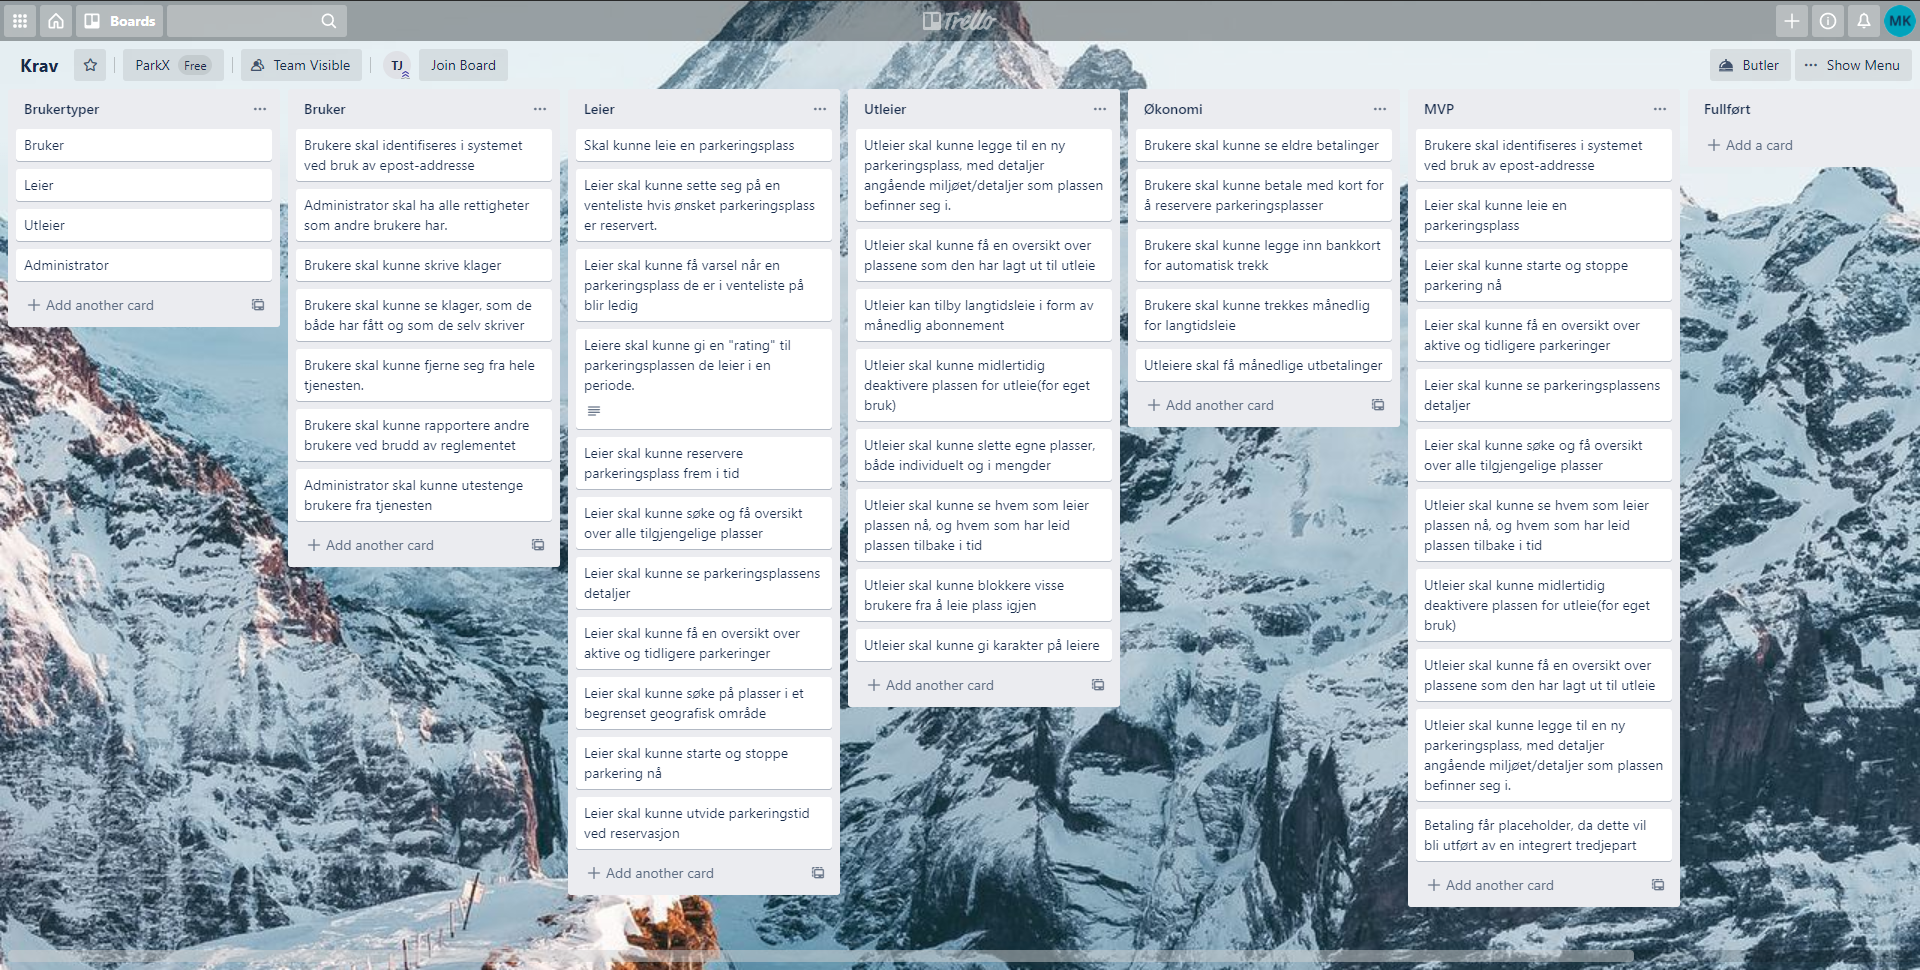 Boards
Trello
MK
Krav
ParkX Free
Team Visible
TJ
Join Board
Butler
Show Menu
Brukertyper
Bruker
Leier
Utleier
Administrator
Add another card
Bruker
Brukere skal identifiseres i systemet
ved bruk av epost-addresse
Administrator skal ha alle rettigheter
som andre brukere har.
Brukere skal kunne skrive klager
Brukere skal kunne se klager, som de
både har fått og som de selv skriver
Brukere skal kunne fjerne seg fra hele
tjenesten.
Brukere skal kunne rapportere andre
brukere ved brudd av reglementet
Administrator skal kunne utestenge
brukere fra tjenesten
Add another card
Leier
Skal kunne leie en parkeringsplass
Leier skal kunne sette seg på en
venteliste hvis ønsket parkeringsplass
er reservert.
Leier skal kunne få varsel når en
parkeringsplass de er i venteliste på
blir ledig
Leiere skal kunne gi en "rating" til
parkeringsplassen de leier i en
periode.
Leier skal kunne reservere
parkeringsplass frem i tid
Leier skal kunne søke og få oversikt
over alle tilgjengelige plasser
Leier skal kunne se parkeringsplassens
detaljer
Leier skal kunne få en oversikt over
aktive og tidligere parkeringer
Leier skal kunne søke på plasser i et
begrenset geografisk område
Leier skal kunne starte og stoppe
parkering nå
Leier skal kunne utvide parkeringstid
ved reservasjon
Add another card
Utleier
Utleier skal kunne legge til en ny
parkeringsplass, med detaljer
angående miljøet/detaljer som plassen
befinner seg i.
Utleier skal kunne få en oversikt over
plassene som den har lagt ut til utleie
Utleier kan tilby langtidsleie i form av
månedlig abonnement
Utleier skal kunne midlertidig
deaktivere plassen for utleie(for eget
bruk)
Utleier skal kunne slette egne plasser,
både individuelt og i mengder
Utleier skal kunne se hvem som leier
plassen nå, og hvem som har leid
plassen tilbake i tid
Utleier skal kunne blokkere visse
brukere fra å leie plass igjen
Utleier skal kunne gi karakter på leiere
Add another card
Økonomi
Brukere skal kunne se eldre betalinger
Brukere skal kunne betale med kort for
å reservere parkeringsplasser
Brukere skal kunne legge inn bankkort
for automatisk trekk
Brukere skal kunne trekkes månedlig
for langtidsleie
Utleiere skal få månedlige utbetalinger
Add another card
MVP
Brukere skal identifiseres i systemet
ved bruk av epost-addresse
Leier skal kunne leie en
parkeringsplass
Leier skal kunne starte og stoppe
parkering nå
Leier skal kunne få en oversikt over
aktive og tidligere parkeringer
Leier skal kunne se parkeringsplassens
detaljer
Leier skal kunne søke og få oversikt
over alle tilgjengelige plasser
Utleier skal kunne se hvem som leier
plassen nå, og hvem som har leid
plassen tilbake i tid
Utleier skal kunne midlertidig
deaktivere plassen for utleie(for eget
bruk)
Utleier skal kunne få en oversikt over
plassene som den har lagt ut til utleie
Utleier skal kunne legge til en ny
parkeringsplass, med detaljer
angående miljøet/detaljer som plassen
befinner seg i.
Betaling får placeholder, da dette vil
bli utført av en integrert tredjepart
Add another card
Fullført
Add a card